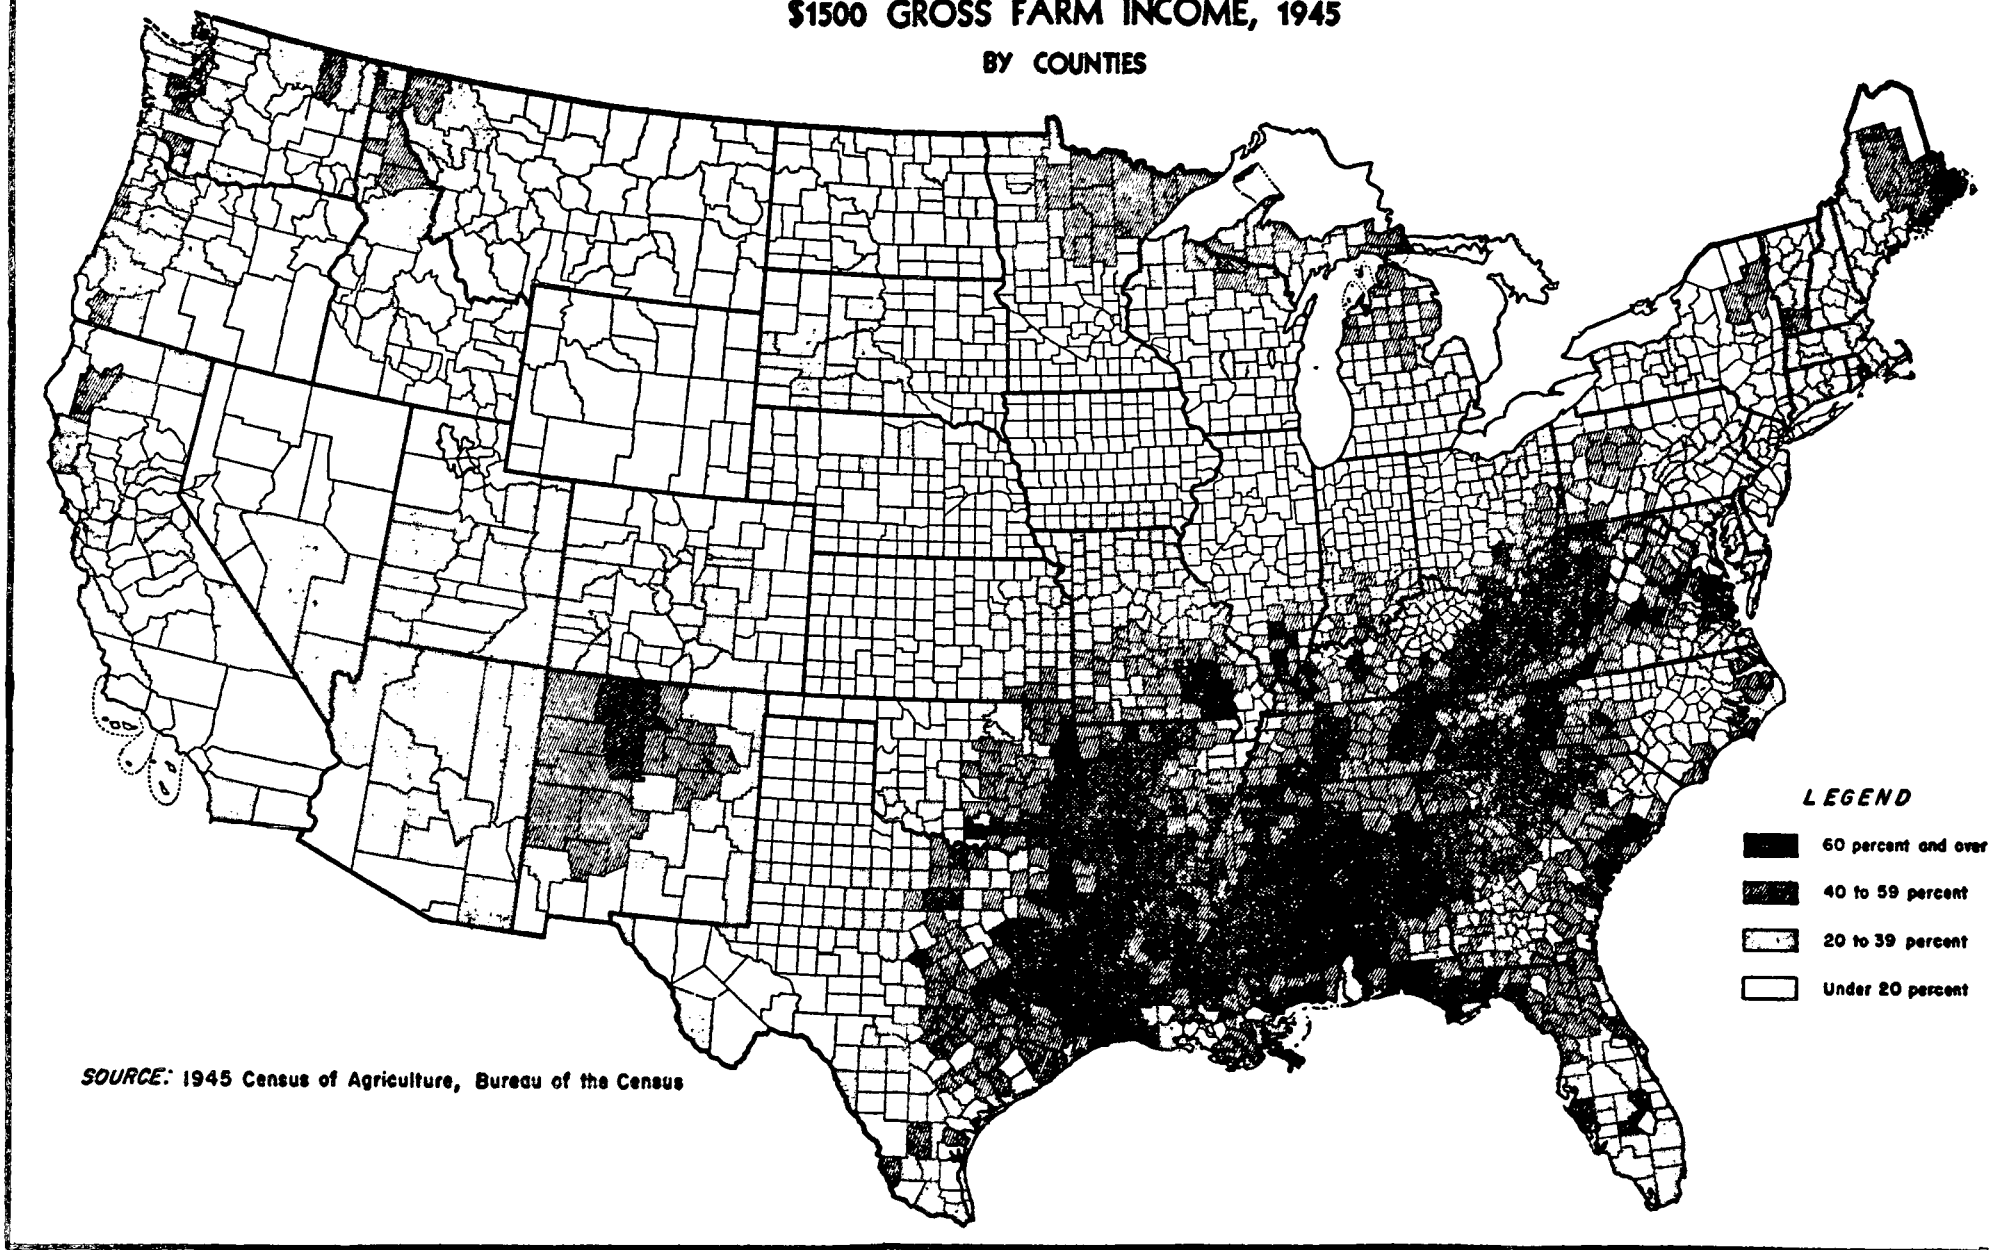 $1500 GROSS FARM INCOME, 1945
BY COUNTIES
LEGEND
60 percent and over
40 to 59 percent
20 to 39 percent
Under 20 percent
SOURCE: 1945 Census of Agriculture, Bureau of the Census